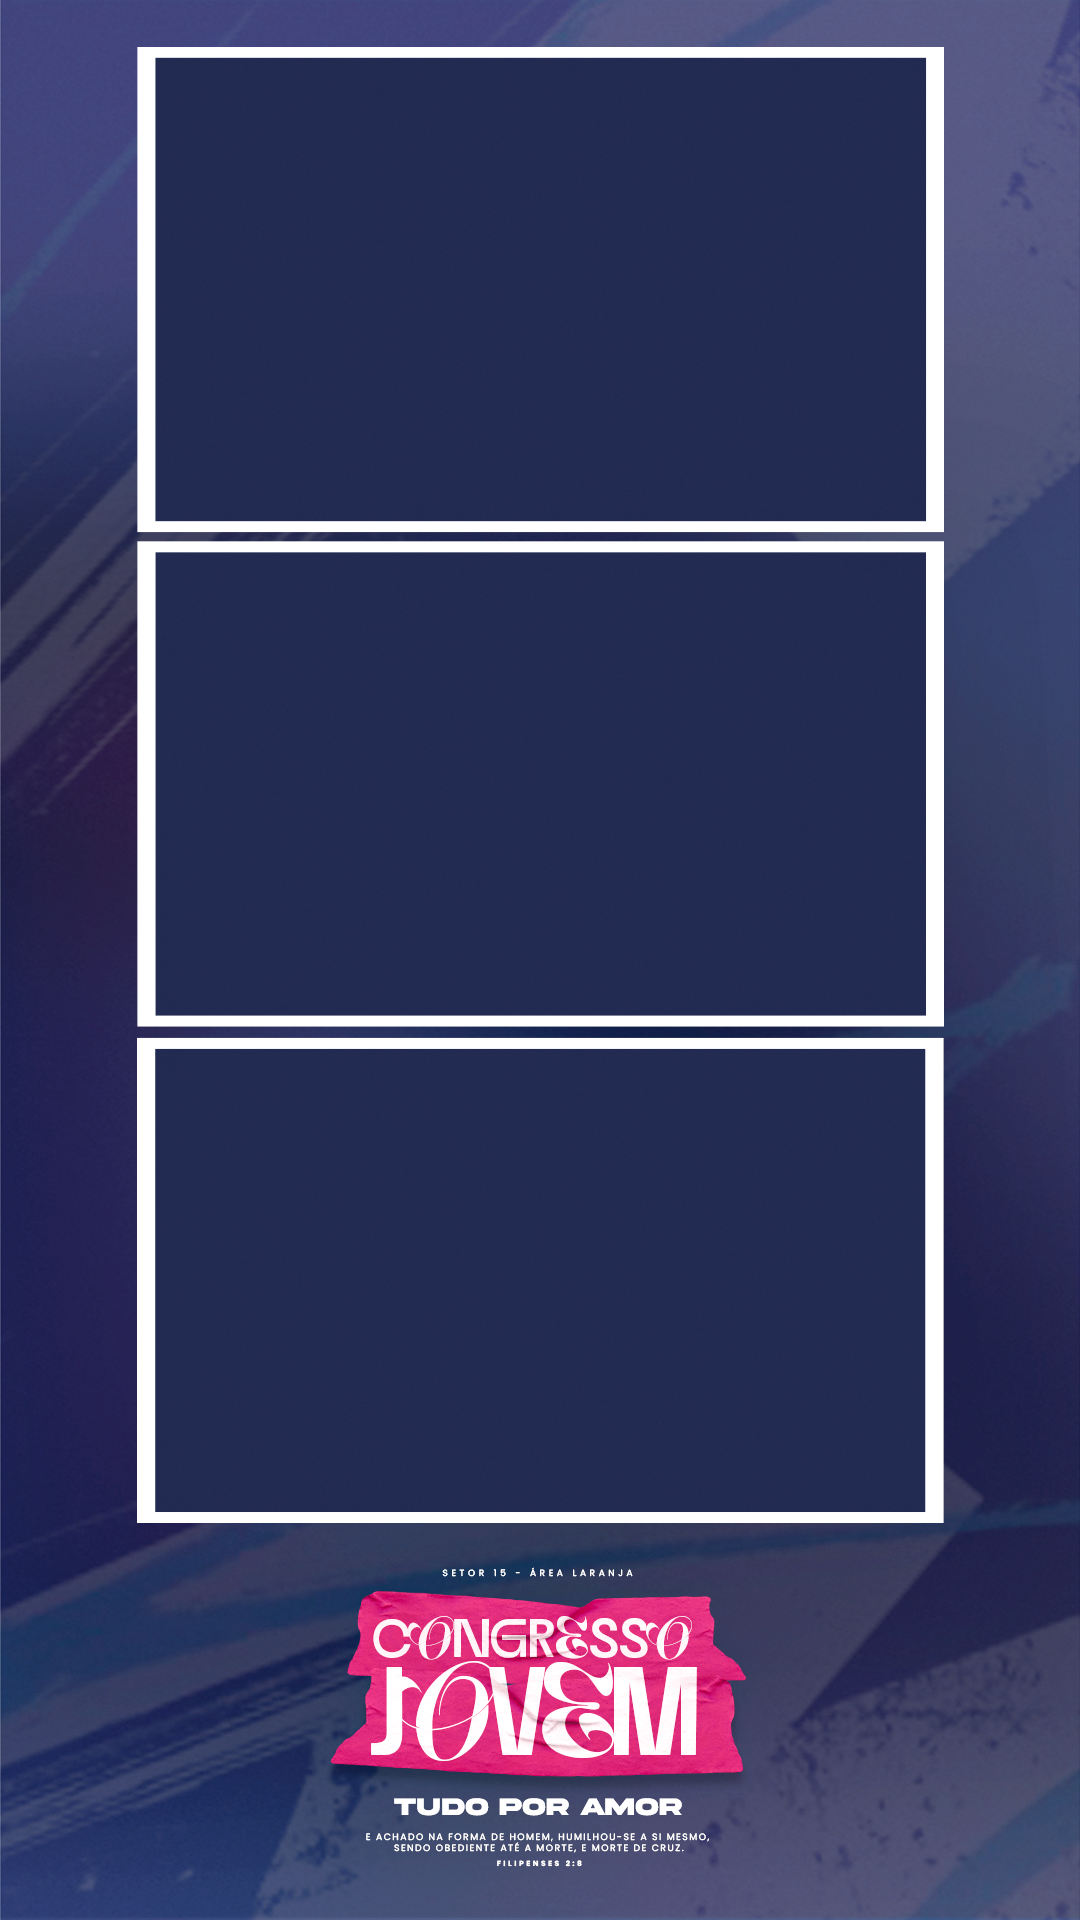 SETOR 15 - ÁREA LARANJA
CONGRESSO
JOVEM
TUDO POR AMOR
E ACHADO NA FORMA DE HOMEM, HUMILHOU-SE A SI MESMO,
SENDO OBEDIENTE ATÉ A MORTE, E MORTE DE CRUZ.
FILIPENSES 2:8